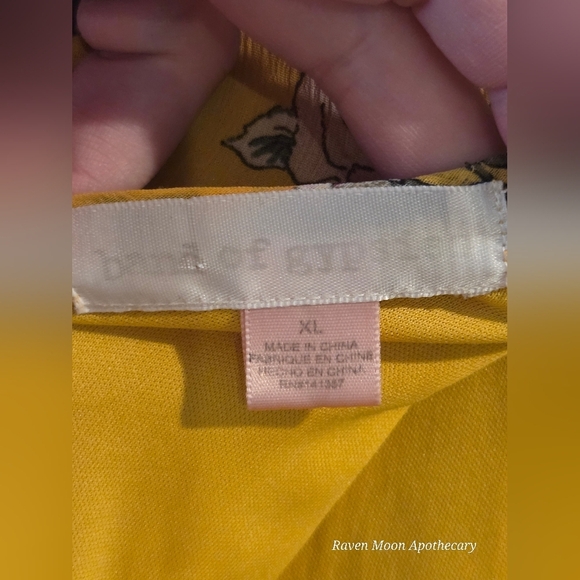 band of gypsies
XL
MADE IN CHINA
FABRIQUE EN CHINE
HECHO EN CHINA
RN#141387
Raven Moon Apothecary